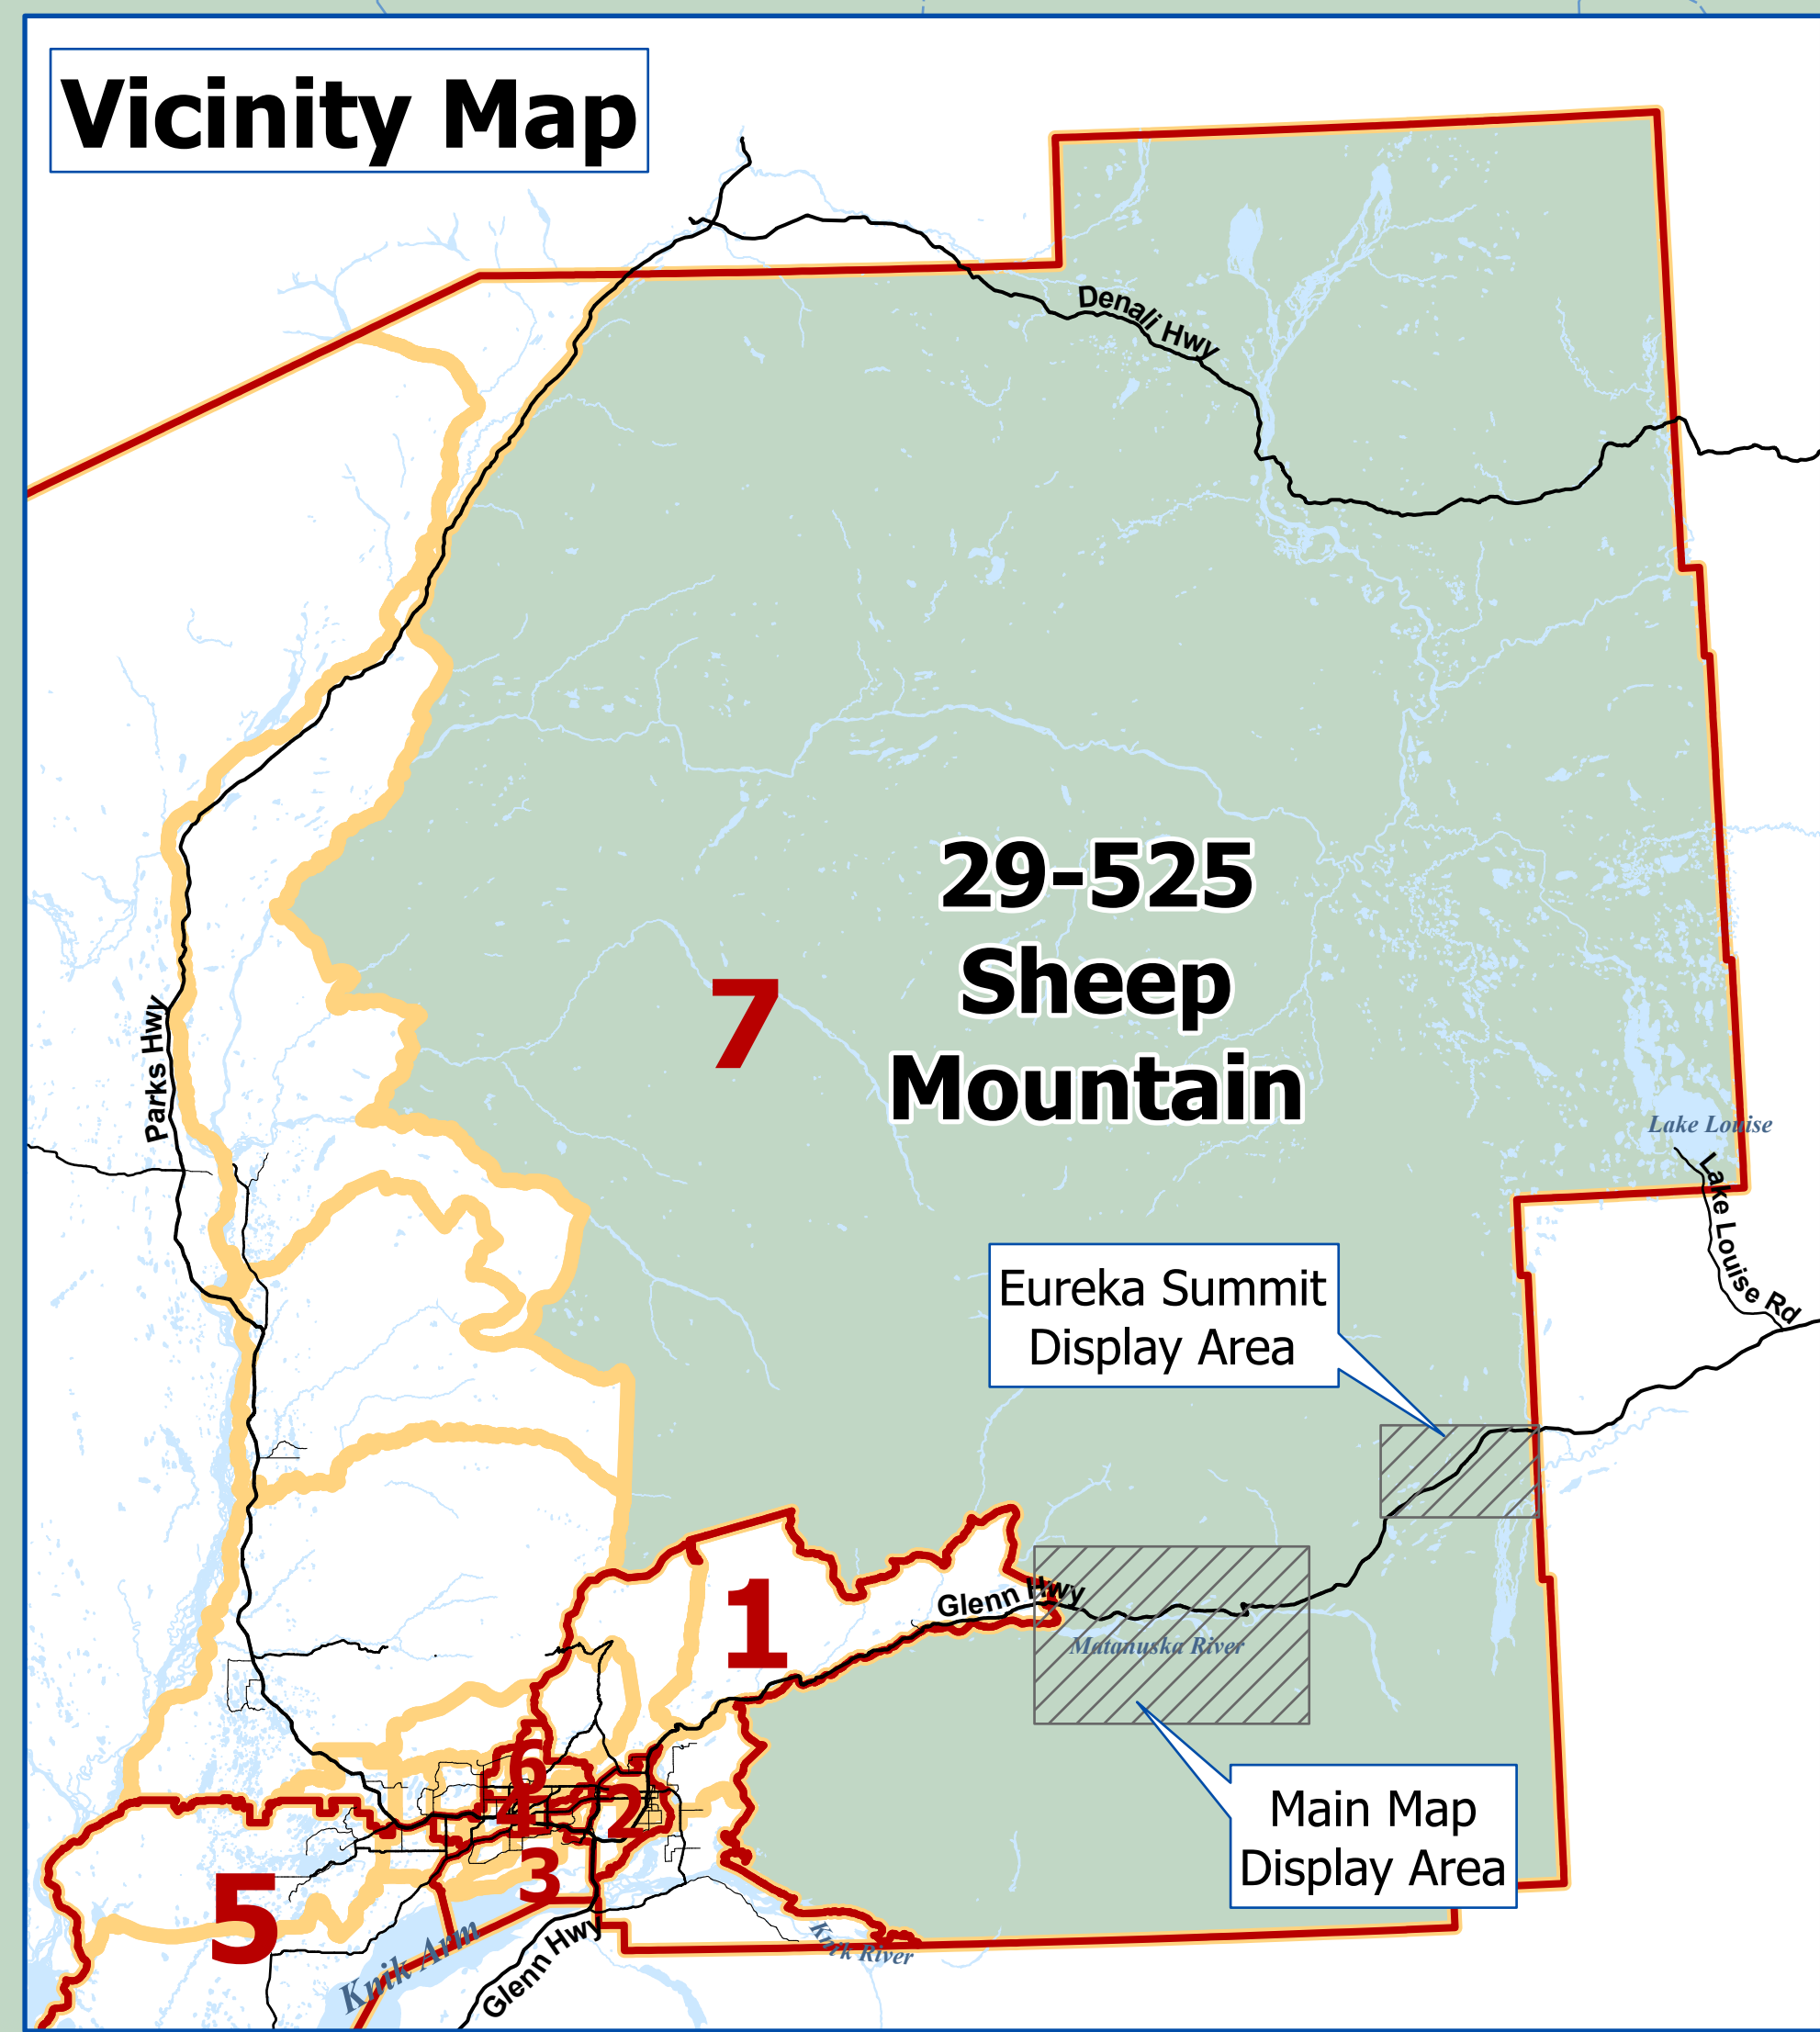 Vicinity Map
Denali Hwy
29-525
Sheep
Mountain
7
Parks Hwy
Lake Louise
Lake Louise Rd
Eureka Summit
Display Area
1
Glenn Hwy
Matanuska River
6
4
2
Main Map
Display Area
3
5
Knik Arm
Glenn Hwy
Knik River